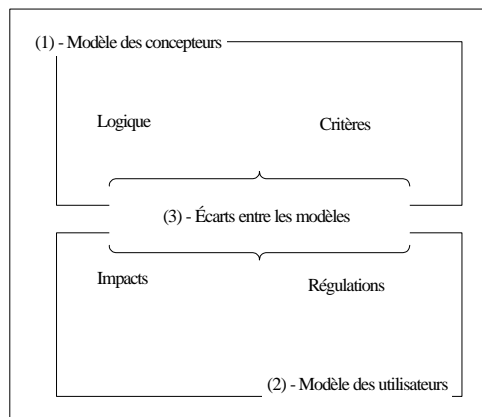 (1) - Modèle des concepteurs
Logique
Critères
(3) - Écarts entre les modèles
Impacts
Régulations
(2) - Modèle des utilisateurs